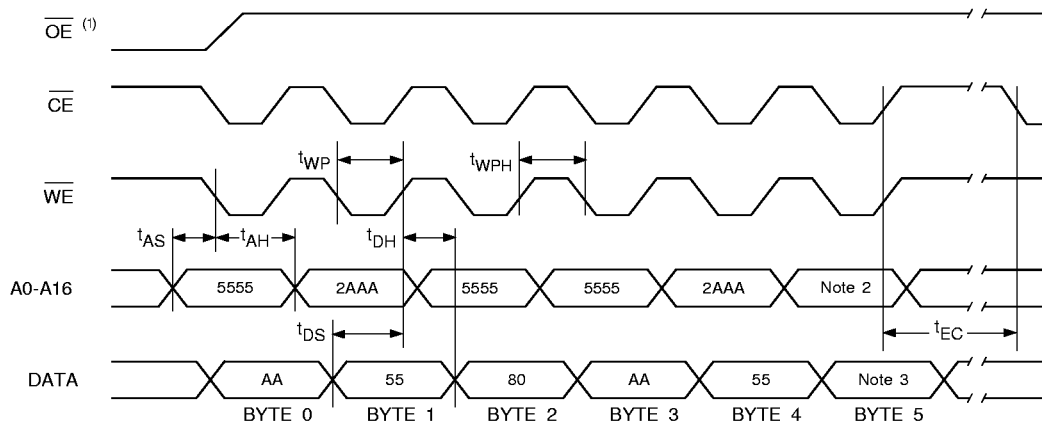 OE (1)
CE
tWP
tWPH
WE
tAS
tAH
tDH
A0-A16
5555
2AAA
5555
5555
2AAA
Note 2
tDS
tEC
DATA
AA
55
80
AA
55
Note 3
BYTE 0
BYTE 1
BYTE 2
BYTE 3
BYTE 4
BYTE 5